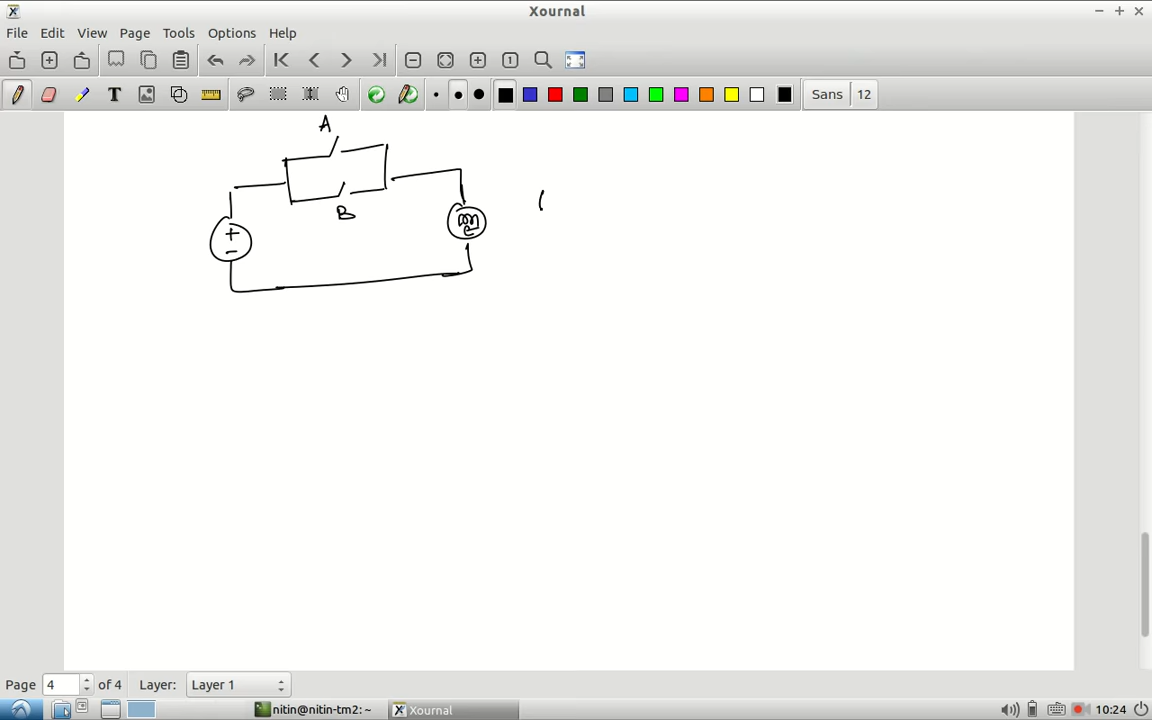 Xournal
File Edit View Page Tools Options Help
Sans 12
A
B
+
−
(
Page 4 of 4 Layer: Layer 1
nitin@nitin-tm2: ~ Xournal 10:24